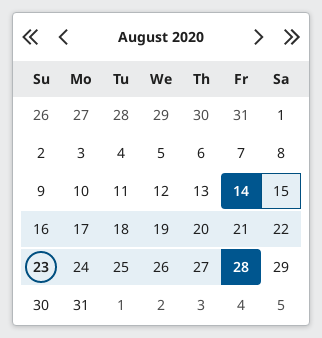 August 2020
Su Mo Tu We Th Fr Sa
26 27 28 29 30 31 1
2 3 4 5 6 7 8
9 10 11 12 13 14 15
16 17 18 19 20 21 22
23 24 25 26 27 28 29
30 31 1 2 3 4 5